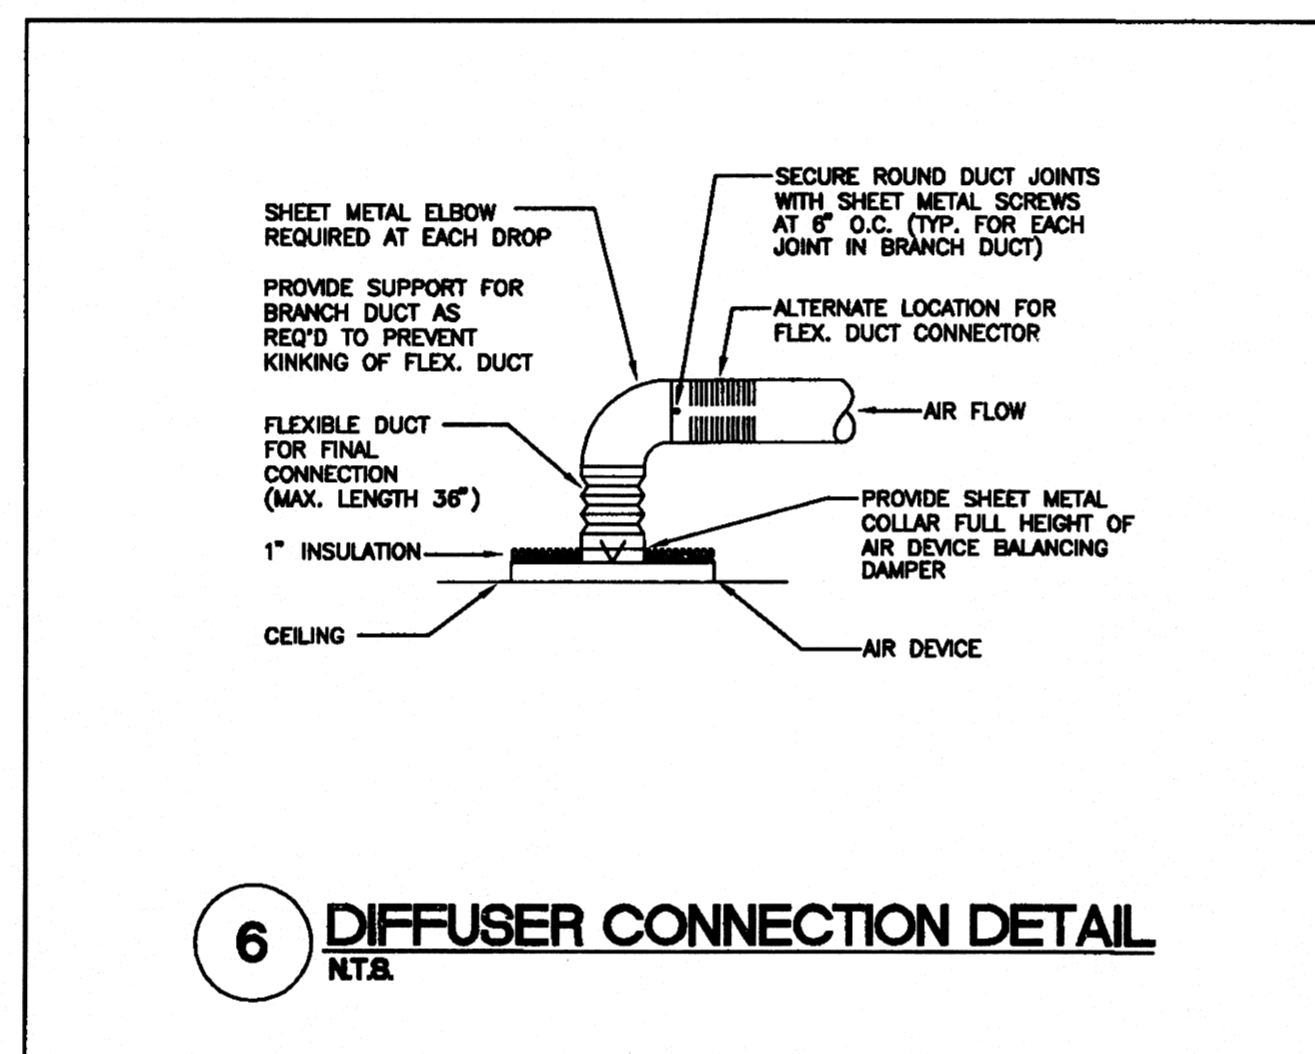 SHEET METAL ELBOW
REQUIRED AT EACH DROP
PROVIDE SUPPORT FOR
BRANCH DUCT AS
REQ'D TO PREVENT
KINKING OF FLEX. DUCT
FLEXIBLE DUCT
FOR FINAL
CONNECTION
(MAX. LENGTH 36")
1" INSULATION
CEILING
SECURE ROUND DUCT JOINTS
WITH SHEET METAL SCREWS
AT 6" O.C. (TYP. FOR EACH
JOINT IN BRANCH DUCT)
ALTERNATE LOCATION FOR
FLEX. DUCT CONNECTOR
AIR FLOW
PROVIDE SHEET METAL
COLLAR FULL HEIGHT OF
AIR DEVICE BALANCING
DAMPER
AIR DEVICE
6
DIFFUSER CONNECTION DETAIL
N.T.S.